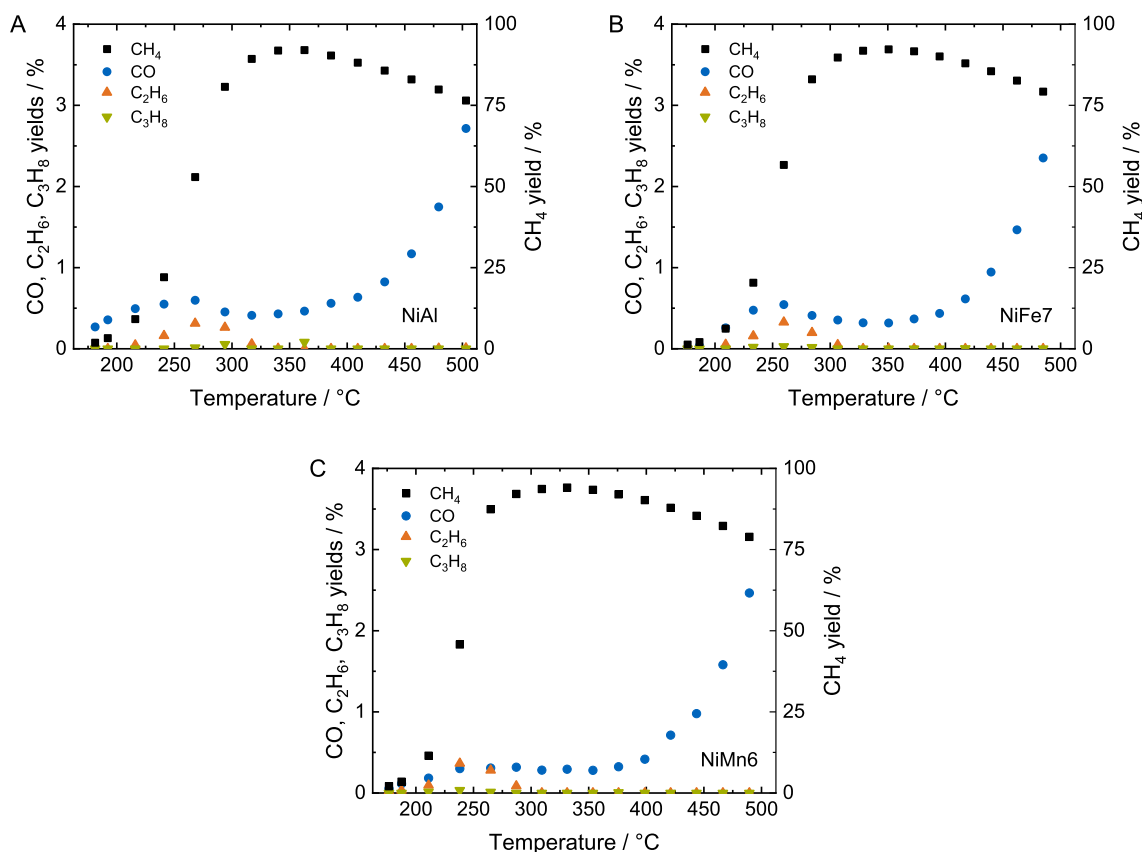 A
CO, C2H6, C3H8 yields / %
4
3
2
1
0
CH4
CO
C2H6
C3H8
NiAl
100
75
50
25
0
CH4 yield / %
200 250 300 350 400 450 500
Temperature / °C
B
CO, C2H6, C3H8 yields / %
4
3
2
1
0
CH4
CO
C2H6
C3H8
NiFe7
100
75
50
25
0
CH4 yield / %
200 250 300 350 400 450 500
Temperature / °C
C
CO, C2H6, C3H8 yields / %
4
3
2
1
0
CH4
CO
C2H6
C3H8
NiMn6
100
75
50
25
0
CH4 yield / %
200 250 300 350 400 450 500
Temperature / °C